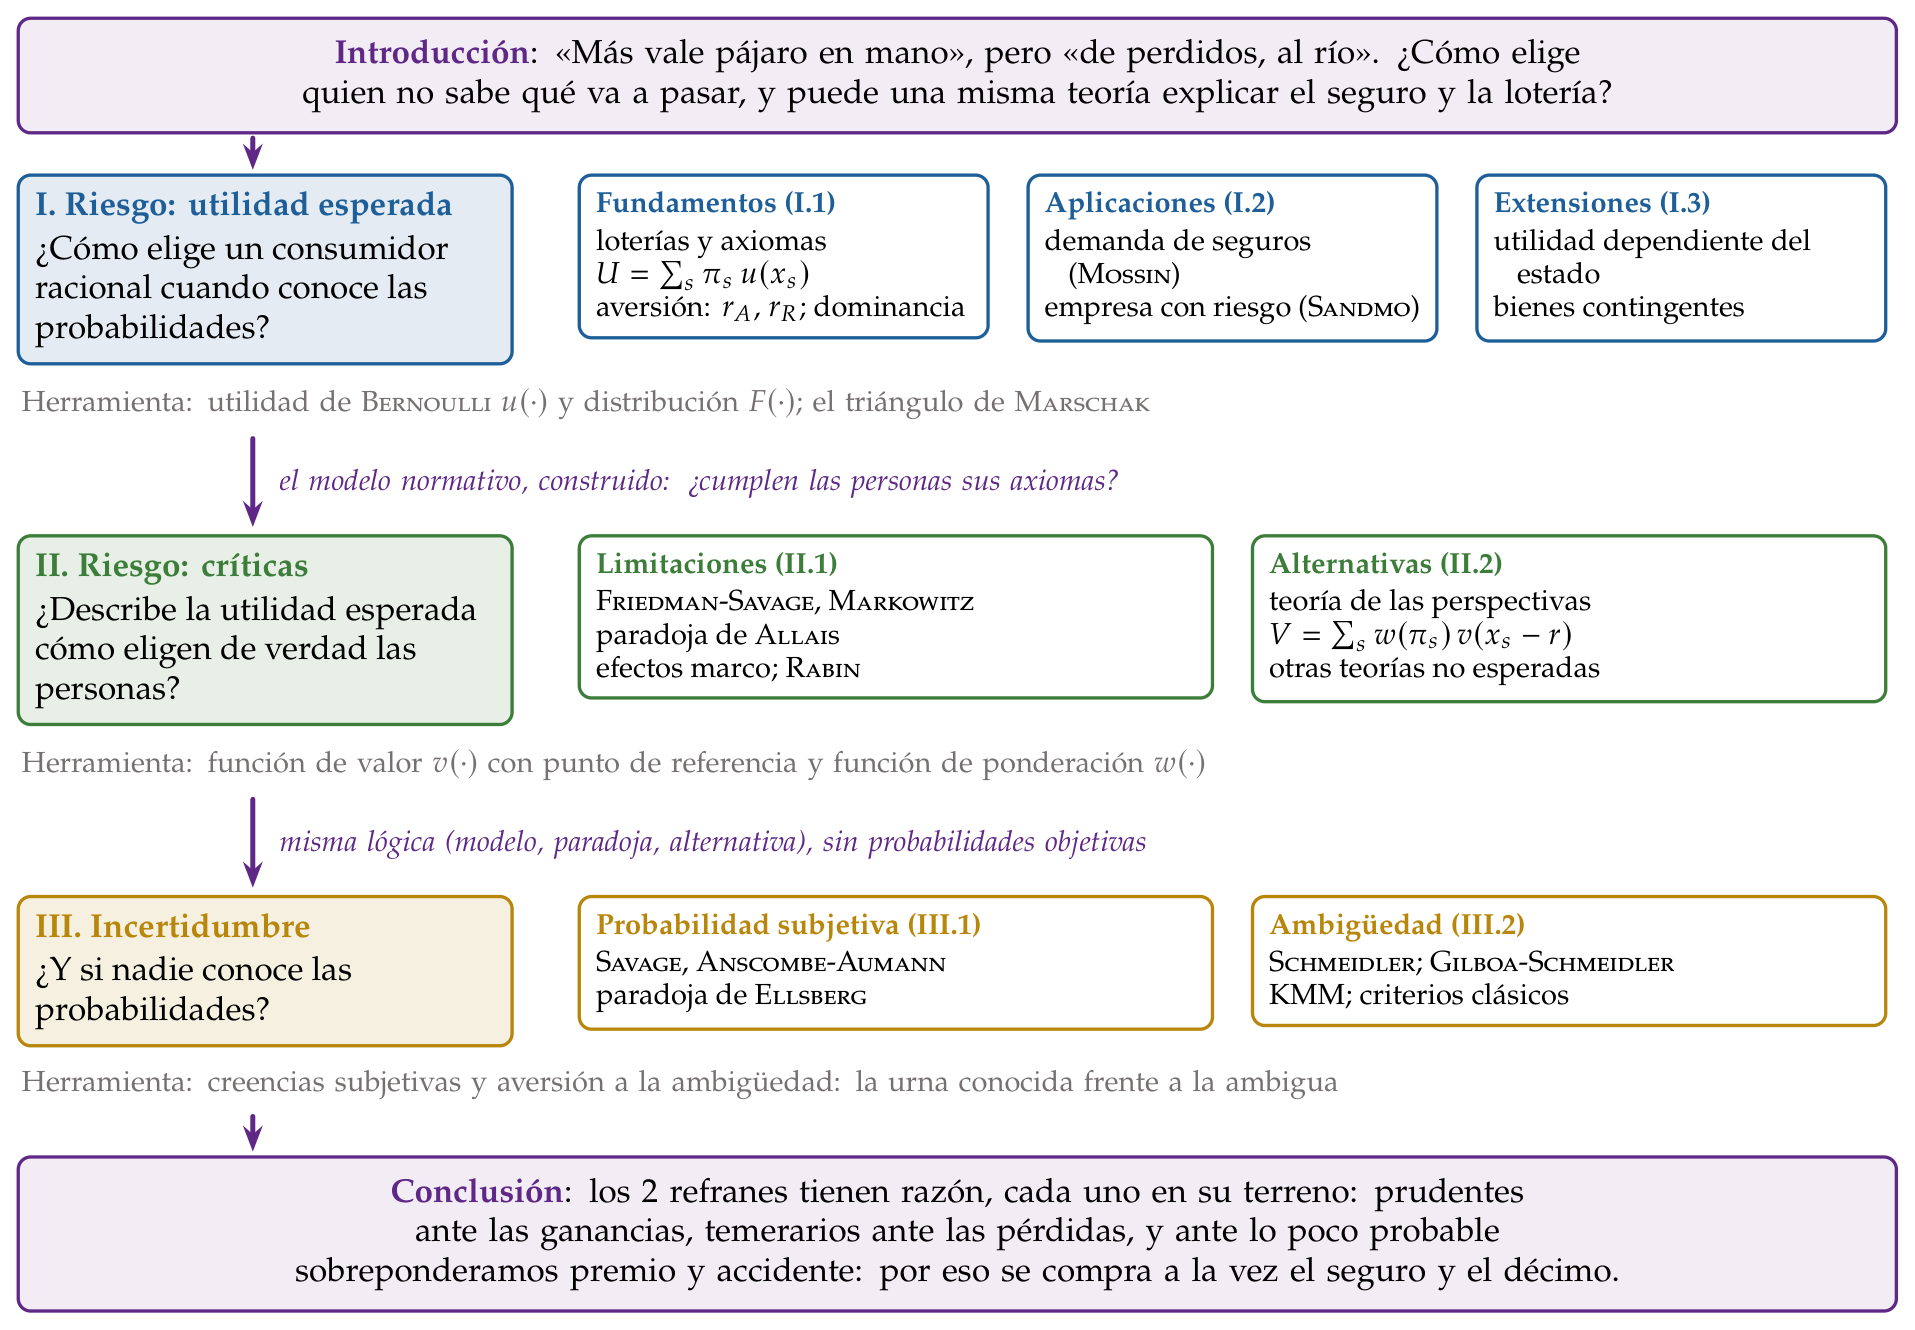 Introducción: «Más vale pájaro en mano», pero «de perdidos, al río». ¿Cómo elige
quien no sabe qué va a pasar, y puede una misma teoría explicar el seguro y la lotería?
I. Riesgo: utilidad esperada
¿Cómo elige un consumidor
racional cuando conoce las
probabilidades?
Fundamentos (I.1)
loterías y axiomas
U = ∑ₛ πₛ u(xₛ)
aversión: r_A, r_R; dominancia
Aplicaciones (I.2)
demanda de seguros
(Mossin)
empresa con riesgo (Sandmo)
Extensiones (I.3)
utilidad dependiente del
estado
bienes contingentes
Herramienta: utilidad de Bernoulli u(·) y distribución F(·); el triángulo de Marschak
el modelo normativo, construido: ¿cumplen las personas sus axiomas?
II. Riesgo: críticas
¿Describe la utilidad esperada
cómo eligen de verdad las
personas?
Limitaciones (II.1)
Friedman-Savage, Markowitz
paradoja de Allais
efectos marco; Rabin
Alternativas (II.2)
teoría de las perspectivas
V = ∑ₛ w(πₛ) v(xₛ − r)
otras teorías no esperadas
Herramienta: función de valor v(·) con punto de referencia y función de ponderación w(·)
misma lógica (modelo, paradoja, alternativa), sin probabilidades objetivas
III. Incertidumbre
¿Y si nadie conoce las
probabilidades?
Probabilidad subjetiva (III.1)
Savage, Anscombe-Aumann
paradoja de Ellsberg
Ambigüedad (III.2)
Schmeidler; Gilboa-Schmeidler
KMM; criterios clásicos
Herramienta: creencias subjetivas y aversión a la ambigüedad: la urna conocida frente a la ambigua
Conclusión: los 2 refranes tienen razón, cada uno en su terreno: prudentes
ante las ganancias, temerarios ante las pérdidas, y ante lo poco probable
sobreponderamos premio y accidente: por eso se compra a la vez el seguro y el décimo.